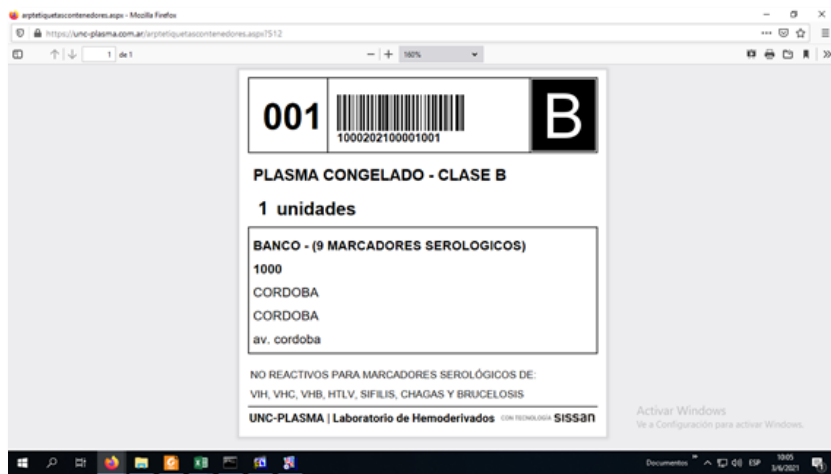 arptetiquetascontenedores.aspx - Mozilla Firefox
https://unc-plasma.com.ar/arptetiquetascontenedores.aspx?512
1 de 1
160%
001
1000202100001001
B
PLASMA CONGELADO - CLASE B
1 unidades
BANCO - (9 MARCADORES SEROLOGICOS)
1000
CORDOBA
CORDOBA
av. cordoba
NO REACTIVOS PARA MARCADORES SEROLÓGICOS DE:
VIH, VHC, VHB, HTLV, SIFILIS, CHAGAS Y BRUCELOSIS
UNC-PLASMA | Laboratorio de Hemoderivados CON TECNOLOGÍA SISSAN
Activar Windows
Ve a Configuración para activar Windows.
Documentos ESP 10:05
3/6/2021